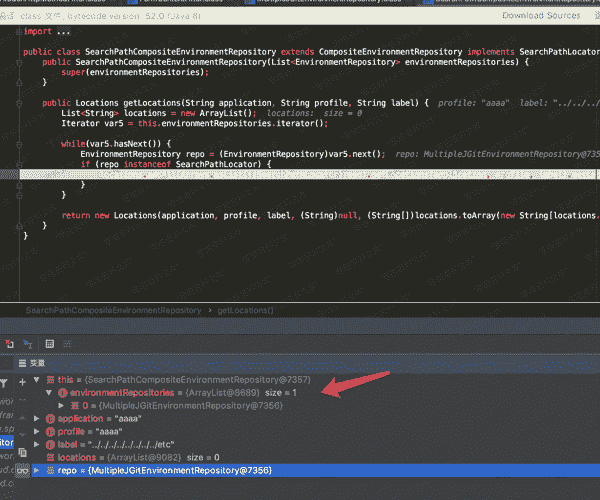 class 文件, bytecode version: 52.0 (Java 8)
Download Sources
import ...
public class SearchPathCompositeEnvironmentRepository extends CompositeEnvironmentRepository implements SearchPathLocator
public SearchPathCompositeEnvironmentRepository(List<EnvironmentRepository> environmentRepositories) {
super(environmentRepositories);
}
public Locations getLocations(String application, String profile, String label) { profile: "aaaa" label: "../../../
List<String> locations = new ArrayList(); locations: size = 0
Iterator var5 = this.environmentRepositories.iterator();
while(var5.hasNext()) {
EnvironmentRepository repo = (EnvironmentRepository)var5.next(); repo: MultipleJGitEnvironmentRepository@735
if (repo instanceof SearchPathLocator) {
}
}
return new Locations(application, profile, label, (String)null, (String[])locations.toArray(new String[locations.
}
}
SearchPathCompositeEnvironmentRepository > getLocations()
变量
this = {SearchPathCompositeEnvironmentRepository@7357}
environmentRepositories = {ArrayList@8689} size = 1
0 = {MultipleJGitEnvironmentRepository@7356}
application = "aaaa"
profile = "aaaa"
label = "../../../../../../../../etc"
locations = {ArrayList@9082} size = 0
repo = {MultipleJGitEnvironmentRepository@7356}